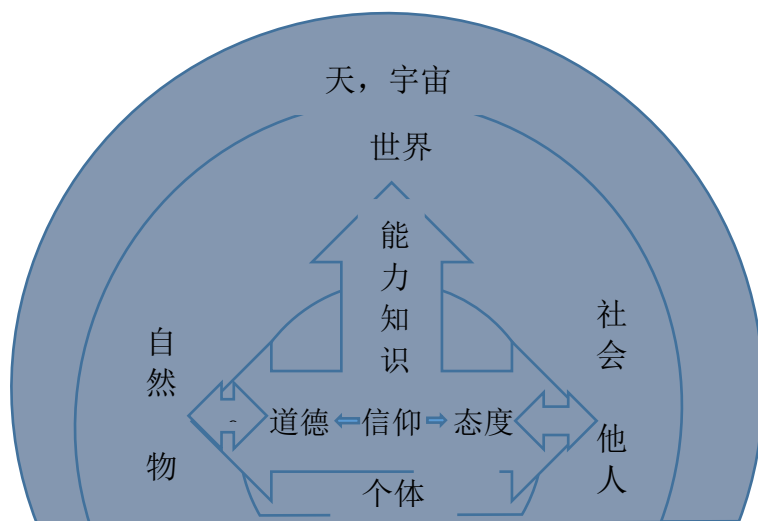 天，宇宙
世界
能力知识
自然
物
社会
他人
道德
信仰
态度
个体